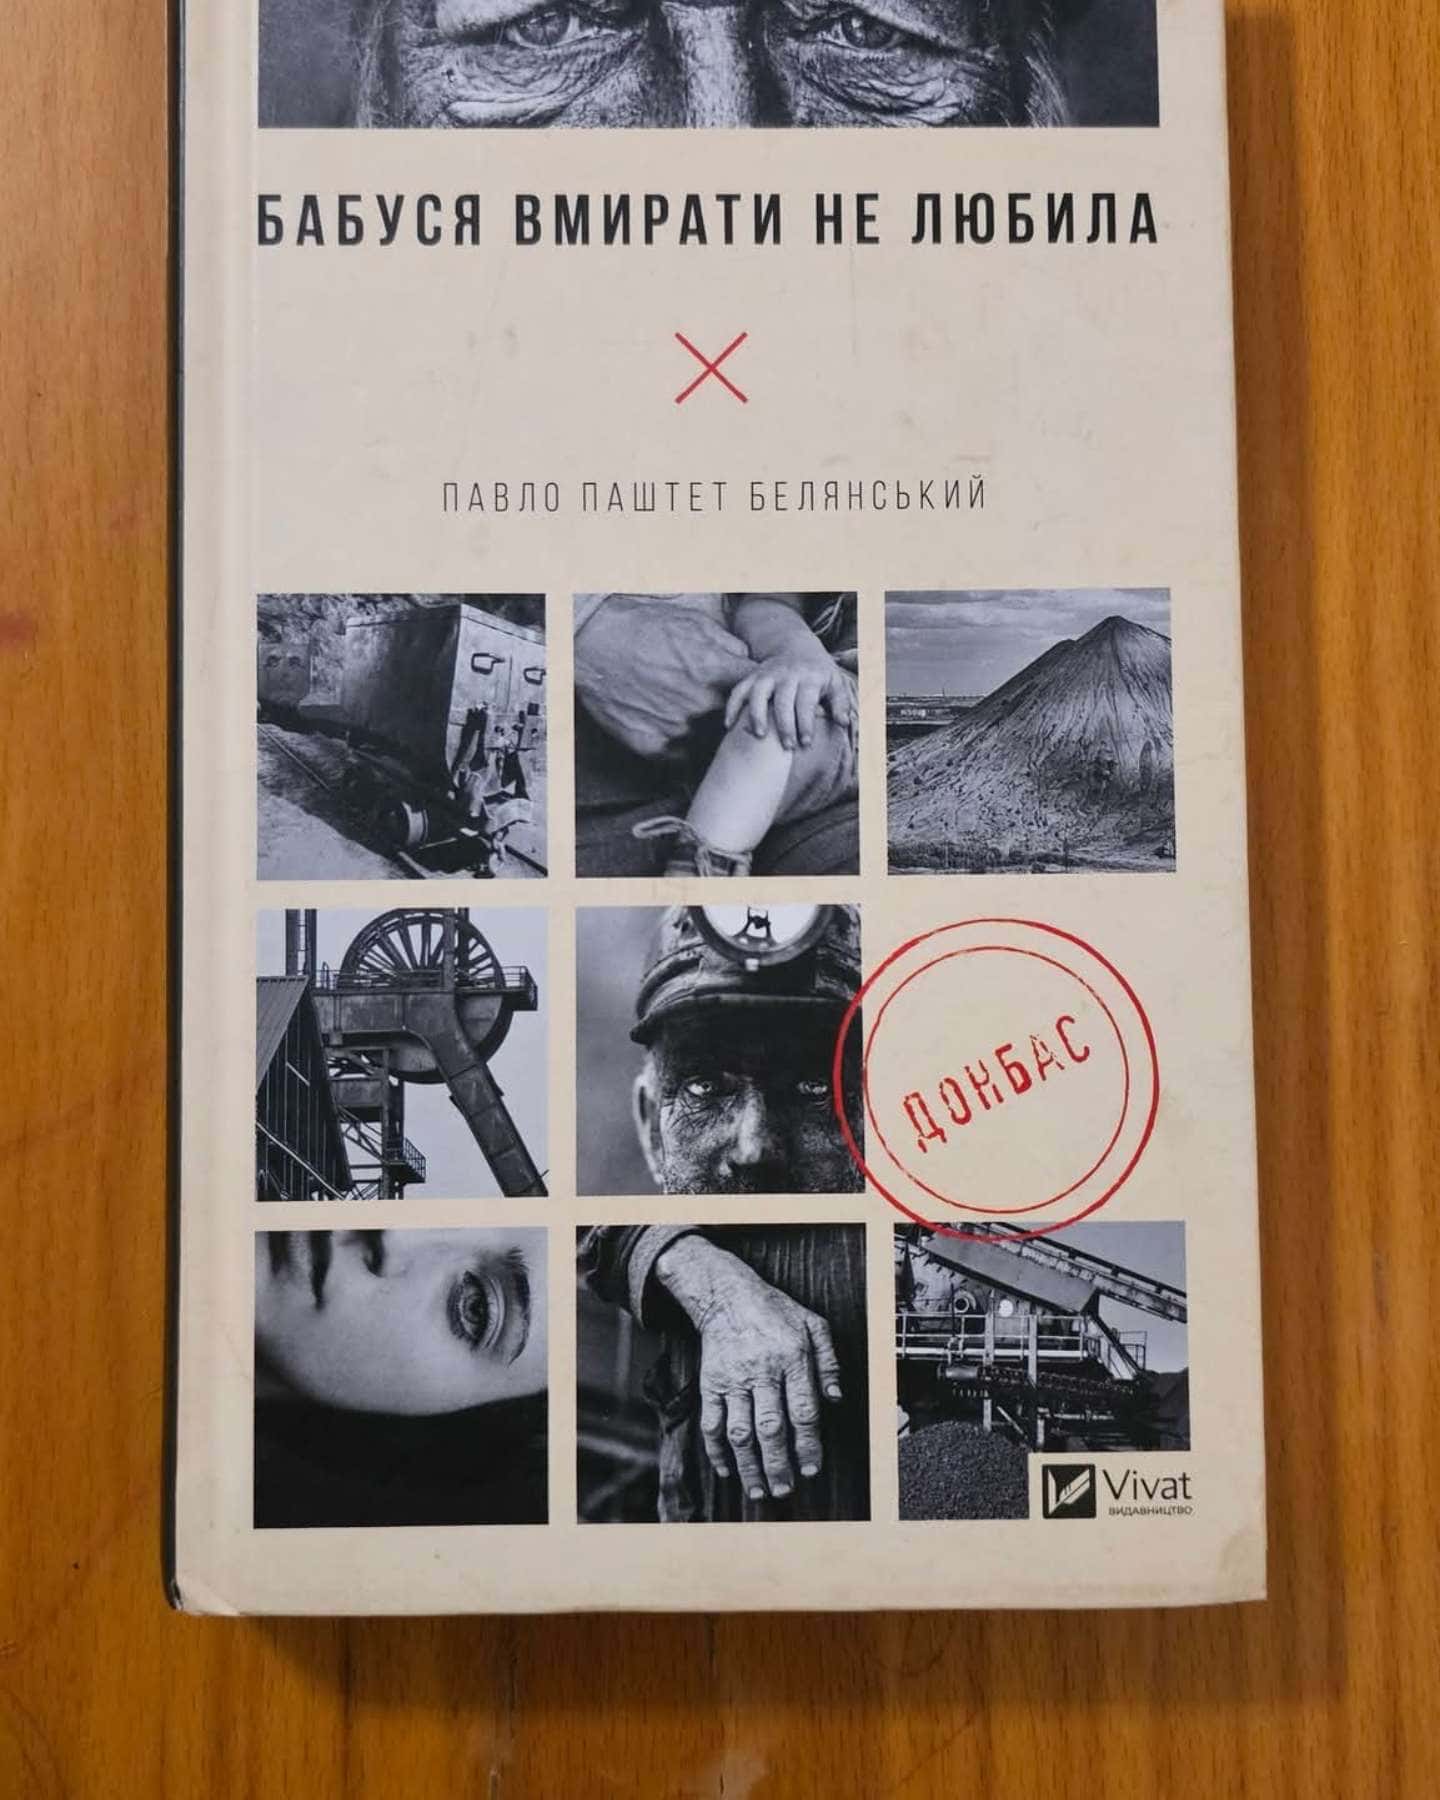 БАБУСЯ ВМИРАТИ НЕ ЛЮБИЛА
ПАВЛО ПАШТЕТ БЕЛЯНСЬКИЙ
ДОНБАС
Vivat
ВИДАВНИЦТВО